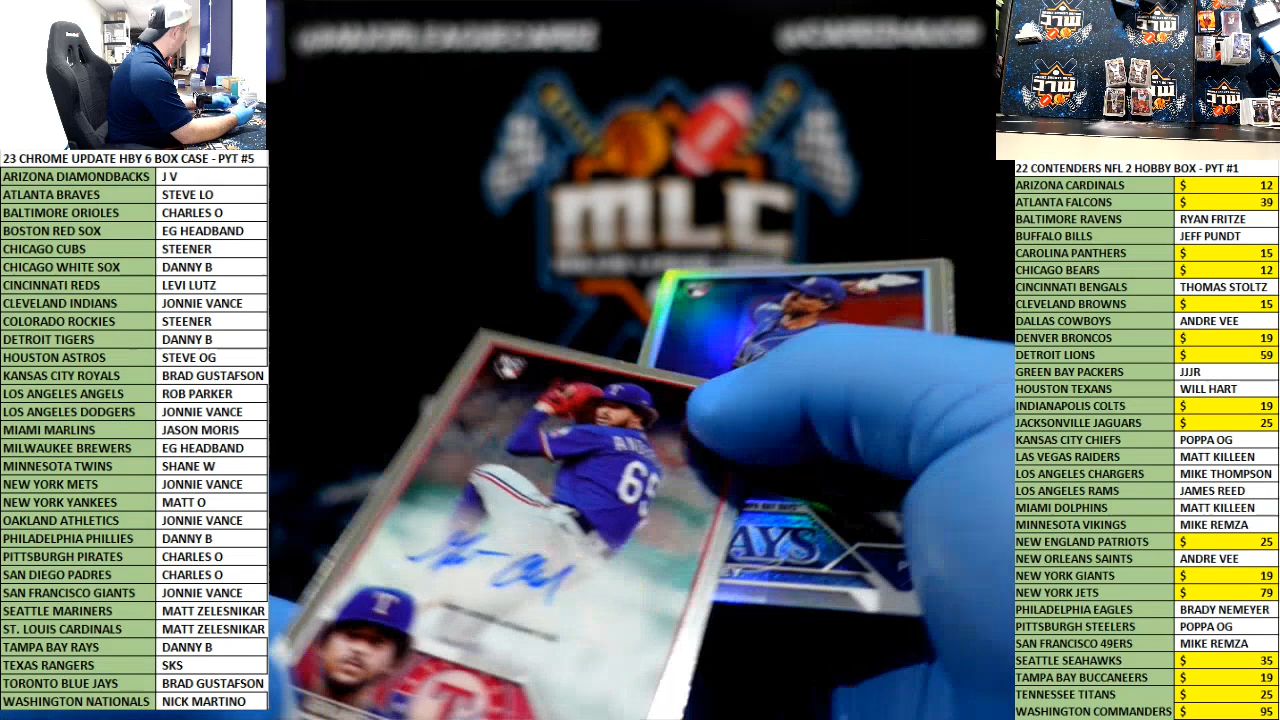 23 CHROME UPDATE HBY 6 BOX CASE - PYT #5
ARIZONA DIAMONDBACKS J V
ATLANTA BRAVES STEVE LO
BALTIMORE ORIOLES CHARLES O
BOSTON RED SOX EG HEADBAND
CHICAGO CUBS STEENER
CHICAGO WHITE SOX DANNY B
CINCINNATI REDS LEVI LUTZ
CLEVELAND INDIANS JONNIE VANCE
COLORADO ROCKIES STEENER
DETROIT TIGERS DANNY B
HOUSTON ASTROS STEVE OG
KANSAS CITY ROYALS BRAD GUSTAFSON
LOS ANGELES ANGELS ROB PARKER
LOS ANGELES DODGERS JONNIE VANCE
MIAMI MARLINS JASON MORIS
MILWAUKEE BREWERS EG HEADBAND
MINNESOTA TWINS SHANE W
NEW YORK METS JONNIE VANCE
NEW YORK YANKEES MATT O
OAKLAND ATHLETICS JONNIE VANCE
PHILADELPHIA PHILLIES DANNY B
PITTSBURGH PIRATES CHARLES O
SAN DIEGO PADRES CHARLES O
SAN FRANCISCO GIANTS JONNIE VANCE
SEATTLE MARINERS MATT ZELESNIKAR
ST. LOUIS CARDINALS MATT ZELESNIKAR
TAMPA BAY RAYS DANNY B
TEXAS RANGERS SKS
TORONTO BLUE JAYS BRAD GUSTAFSON
WASHINGTON NATIONALS NICK MARTINO
MLC
69
T
AYS
22 CONTENDERS NFL 2 HOBBY BOX - PYT #1
ARIZONA CARDINALS $ 12
ATLANTA FALCONS $ 39
BALTIMORE RAVENS RYAN FRITZE
BUFFALO BILLS JEFF PUNDT
CAROLINA PANTHERS $ 15
CHICAGO BEARS $ 12
CINCINNATI BENGALS THOMAS STOLTZ
CLEVELAND BROWNS $ 15
DALLAS COWBOYS ANDRE VEE
DENVER BRONCOS $ 19
DETROIT LIONS $ 59
GREEN BAY PACKERS JJJR
HOUSTON TEXANS WILL HART
INDIANAPOLIS COLTS $ 19
JACKSONVILLE JAGUARS $ 25
KANSAS CITY CHIEFS POPPA OG
LAS VEGAS RAIDERS MATT KILLEEN
LOS ANGELES CHARGERS MIKE THOMPSON
LOS ANGELES RAMS JAMES REED
MIAMI DOLPHINS MATT KILLEEN
MINNESOTA VIKINGS MIKE REMZA
NEW ENGLAND PATRIOTS $ 25
NEW ORLEANS SAINTS ANDRE VEE
NEW YORK GIANTS $ 19
NEW YORK JETS $ 79
PHILADELPHIA EAGLES BRADY NEMEYER
PITTSBURGH STEELERS POPPA OG
SAN FRANCISCO 49ERS MIKE REMZA
SEATTLE SEAHAWKS $ 35
TAMPA BAY BUCCANEERS $ 19
TENNESSEE TITANS $ 25
WASHINGTON COMMANDERS $ 95